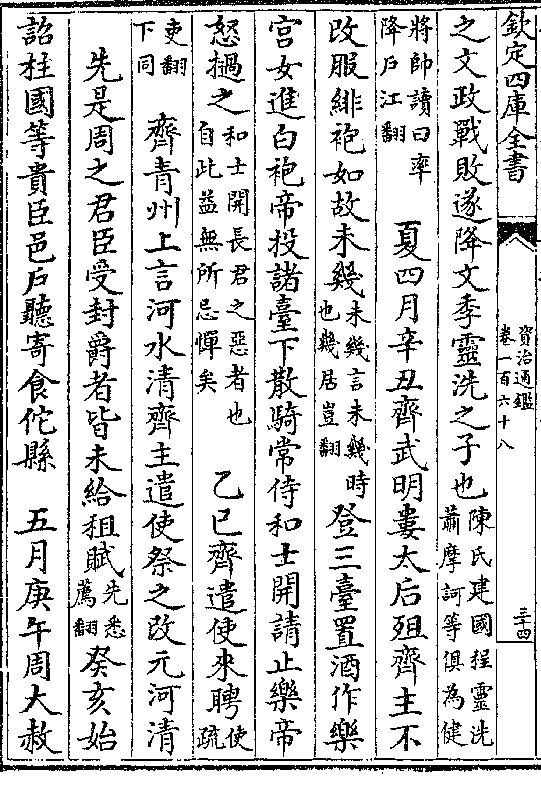 欽定四庫全書
資治通鑑
卷一百六十八
三十四
之文政戰敗遂降文季靈洗之子也陳氏建國程靈洗
蕭摩訶等俱為健
將帥讀曰率
降户江翻
夏四月辛丑齊武明婁太后殂齊主不
改服緋袍如故未幾未幾言未幾時
也幾居豈翻
登三臺置酒作樂
宫女進白袍帝投諸臺下散騎常侍和士開請止樂帝
怒撾之和士開長君之惡者也
自此益無所忌憚矣
乙巳齊遣使來聘使
疏
吏翻
下同
齊青州上言河水清齊主遣使祭之改元河清
先是周之君臣受封爵者皆未給租賦先悉
薦翻
癸亥始
詔柱國等貴臣邑户聽寄食佗縣 五月庚午周大赦